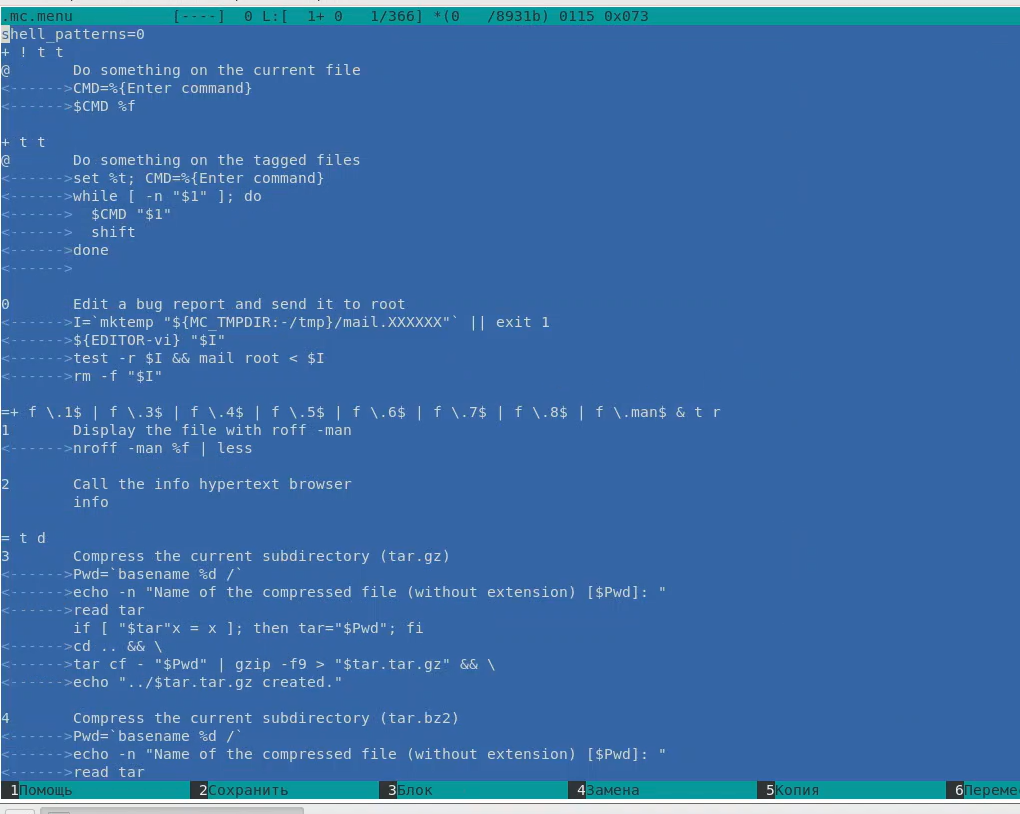 .mc.menu           [----]  0 L:[  1+ 0   1/366] *(0   /8931b) 0115 0x073
shell_patterns=0
+ ! t t
@       Do something on the current file
<------>CMD=%{Enter command}
<------>$CMD %f

+ t t
@       Do something on the tagged files
<------>set %t; CMD=%{Enter command}
<------>while [ -n "$1" ]; do
<------>  $CMD "$1"
<------>  shift
<------>done
<------>

0       Edit a bug report and send it to root
<------>I=`mktemp "${MC_TMPDIR:-/tmp}/mail.XXXXXX"` || exit 1
<------>${EDITOR-vi} "$I"
<------>test -r $I && mail root < $I
<------>rm -f "$I"

=+ f \.1$ | f \.3$ | f \.4$ | f \.5$ | f \.6$ | f \.7$ | f \.8$ | f \.man$ & t r
1       Display the file with roff -man
<------>nroff -man %f | less

2       Call the info hypertext browser
        info

= t d
3       Compress the current subdirectory (tar.gz)
<------>Pwd=`basename %d /`
<------>echo -n "Name of the compressed file (without extension) [$Pwd]: "
<------>read tar
        if [ "$tar"x = x ]; then tar="$Pwd"; fi
<------>cd .. && \
<------>tar cf - "$Pwd" | gzip -f9 > "$tar.tar.gz" && \
<------>echo "../$tar.tar.gz created."

4       Compress the current subdirectory (tar.bz2)
<------>Pwd=`basename %d /`
<------>echo -n "Name of the compressed file (without extension) [$Pwd]: "
<------>read tar
1Помощь 2Сохранить 3Блок 4Замена 5Копия 6Переме